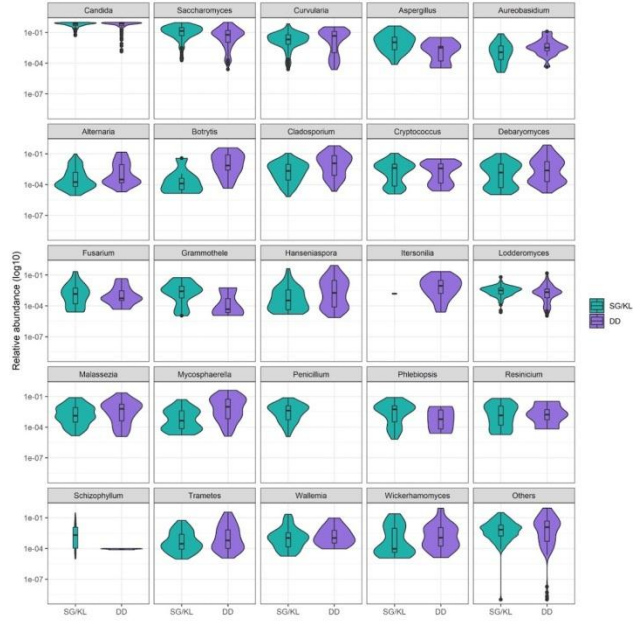 Candida Saccharomyces Curvularia Aspergillus Aureobasidium
1e-01
1e-04
1e-07
Alternaria Botrytis Cladosporium Cryptococcus Debaryomyces
1e-01
1e-04
1e-07
Fusarium Grammothele Hanseniaspora Itersonilia Lodderomyces
1e-01
1e-04
1e-07
Malassezia Mycosphaerella Penicillium Phlebiopsis Resinicium
1e-01
1e-04
1e-07
Schizophyllum Trametes Wallemia Wickerhamomyces Others
1e-01
1e-04
1e-07
SG/KL DD SG/KL DD SG/KL DD SG/KL DD SG/KL DD
Relative abundance (log10)
SG/KL
DD